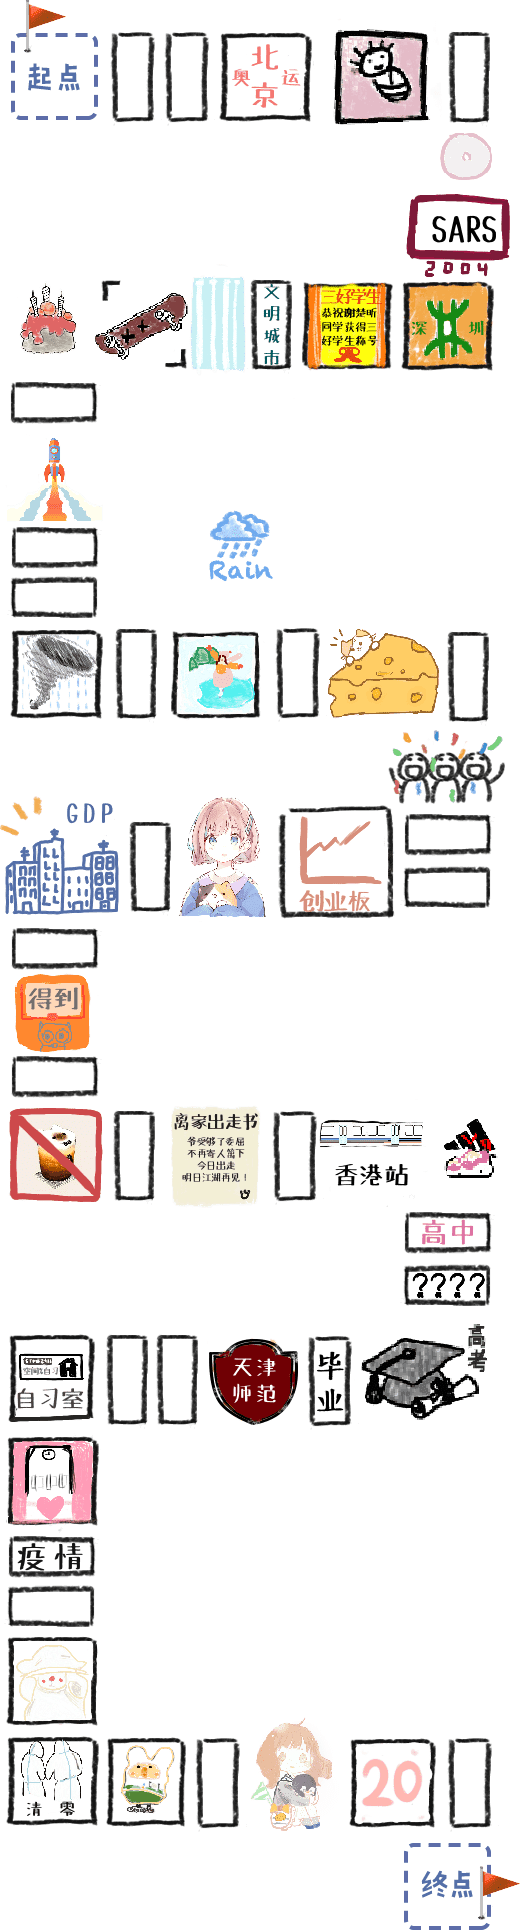 起点
北
奥 运
京
SARS
2004
文
明
城
市
三好学生
恭祝谢楚昕
同学获得三
好学生称号
深 圳
Rain
GDP
创业板
得到
离家出走书
爷受够了委屈
不再寄人篱下
今日出走
明日江湖再见！
香港站
高中
????
高
考
毕
业
天津
师范
自习室
疫情
清 零
20
终点